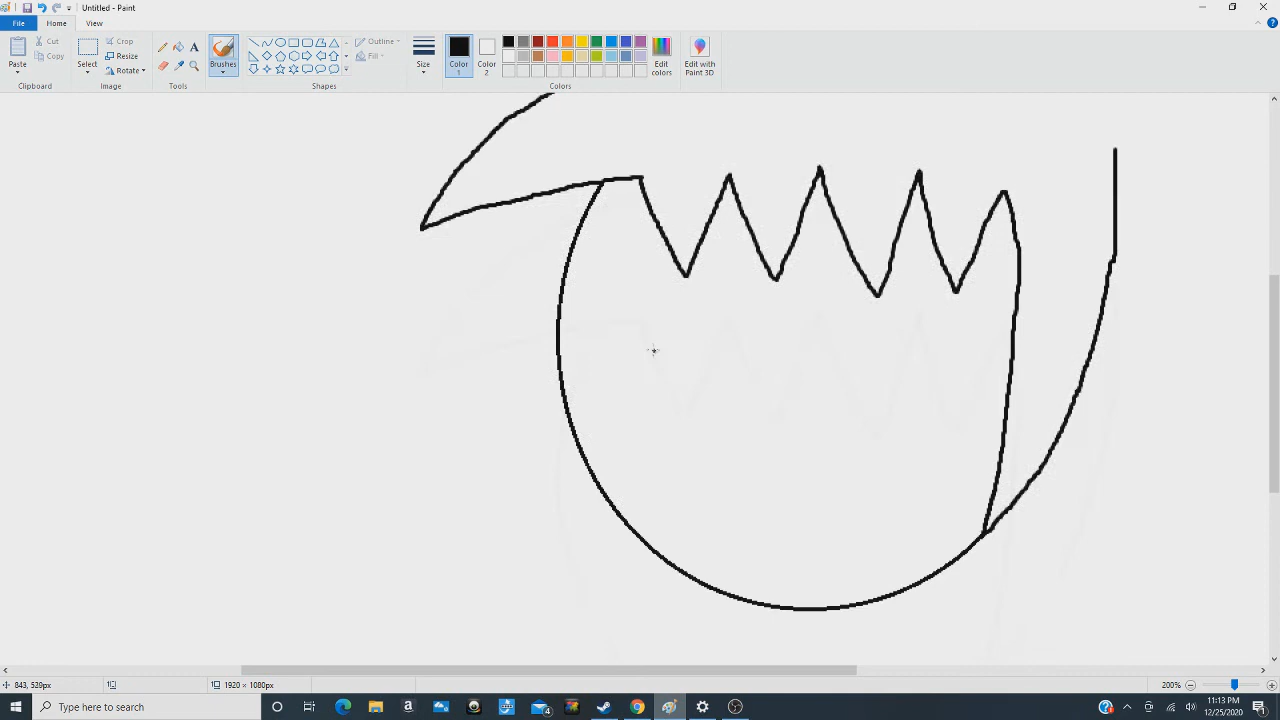 Untitled - Paint
File
Home
View
Paste
Cut
Copy
Clipboard
Select
Crop
Resize
Rotate
Image
Tools
Brushes
Outline
Fill
Shapes
Size
Color
1
Color
2
Edit
colors
Edit with
Paint 3D
Colors
843, 539px
1920 × 1080px
200%
Type here to search
4
11:13 PM
12/25/2020